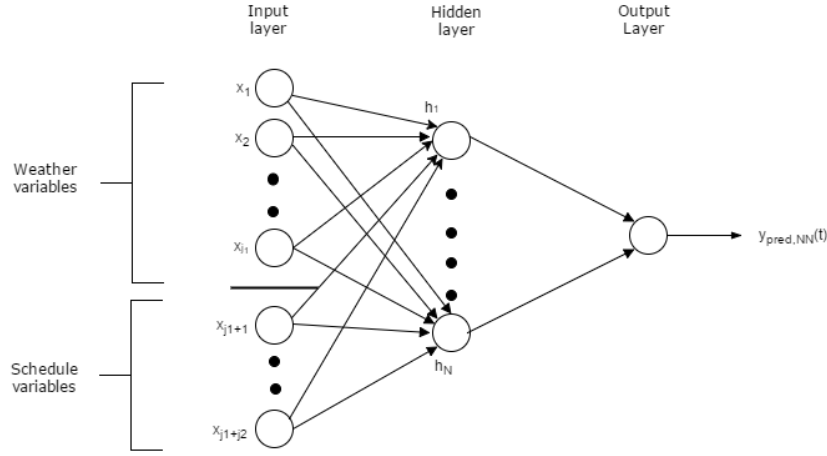 Input
layer
Hidden
layer
Output
Layer
x1
h1
x2
Weather
variables
xj1
ypred,NN(t)
xj1+1
hN
Schedule
variables
xj1+j2